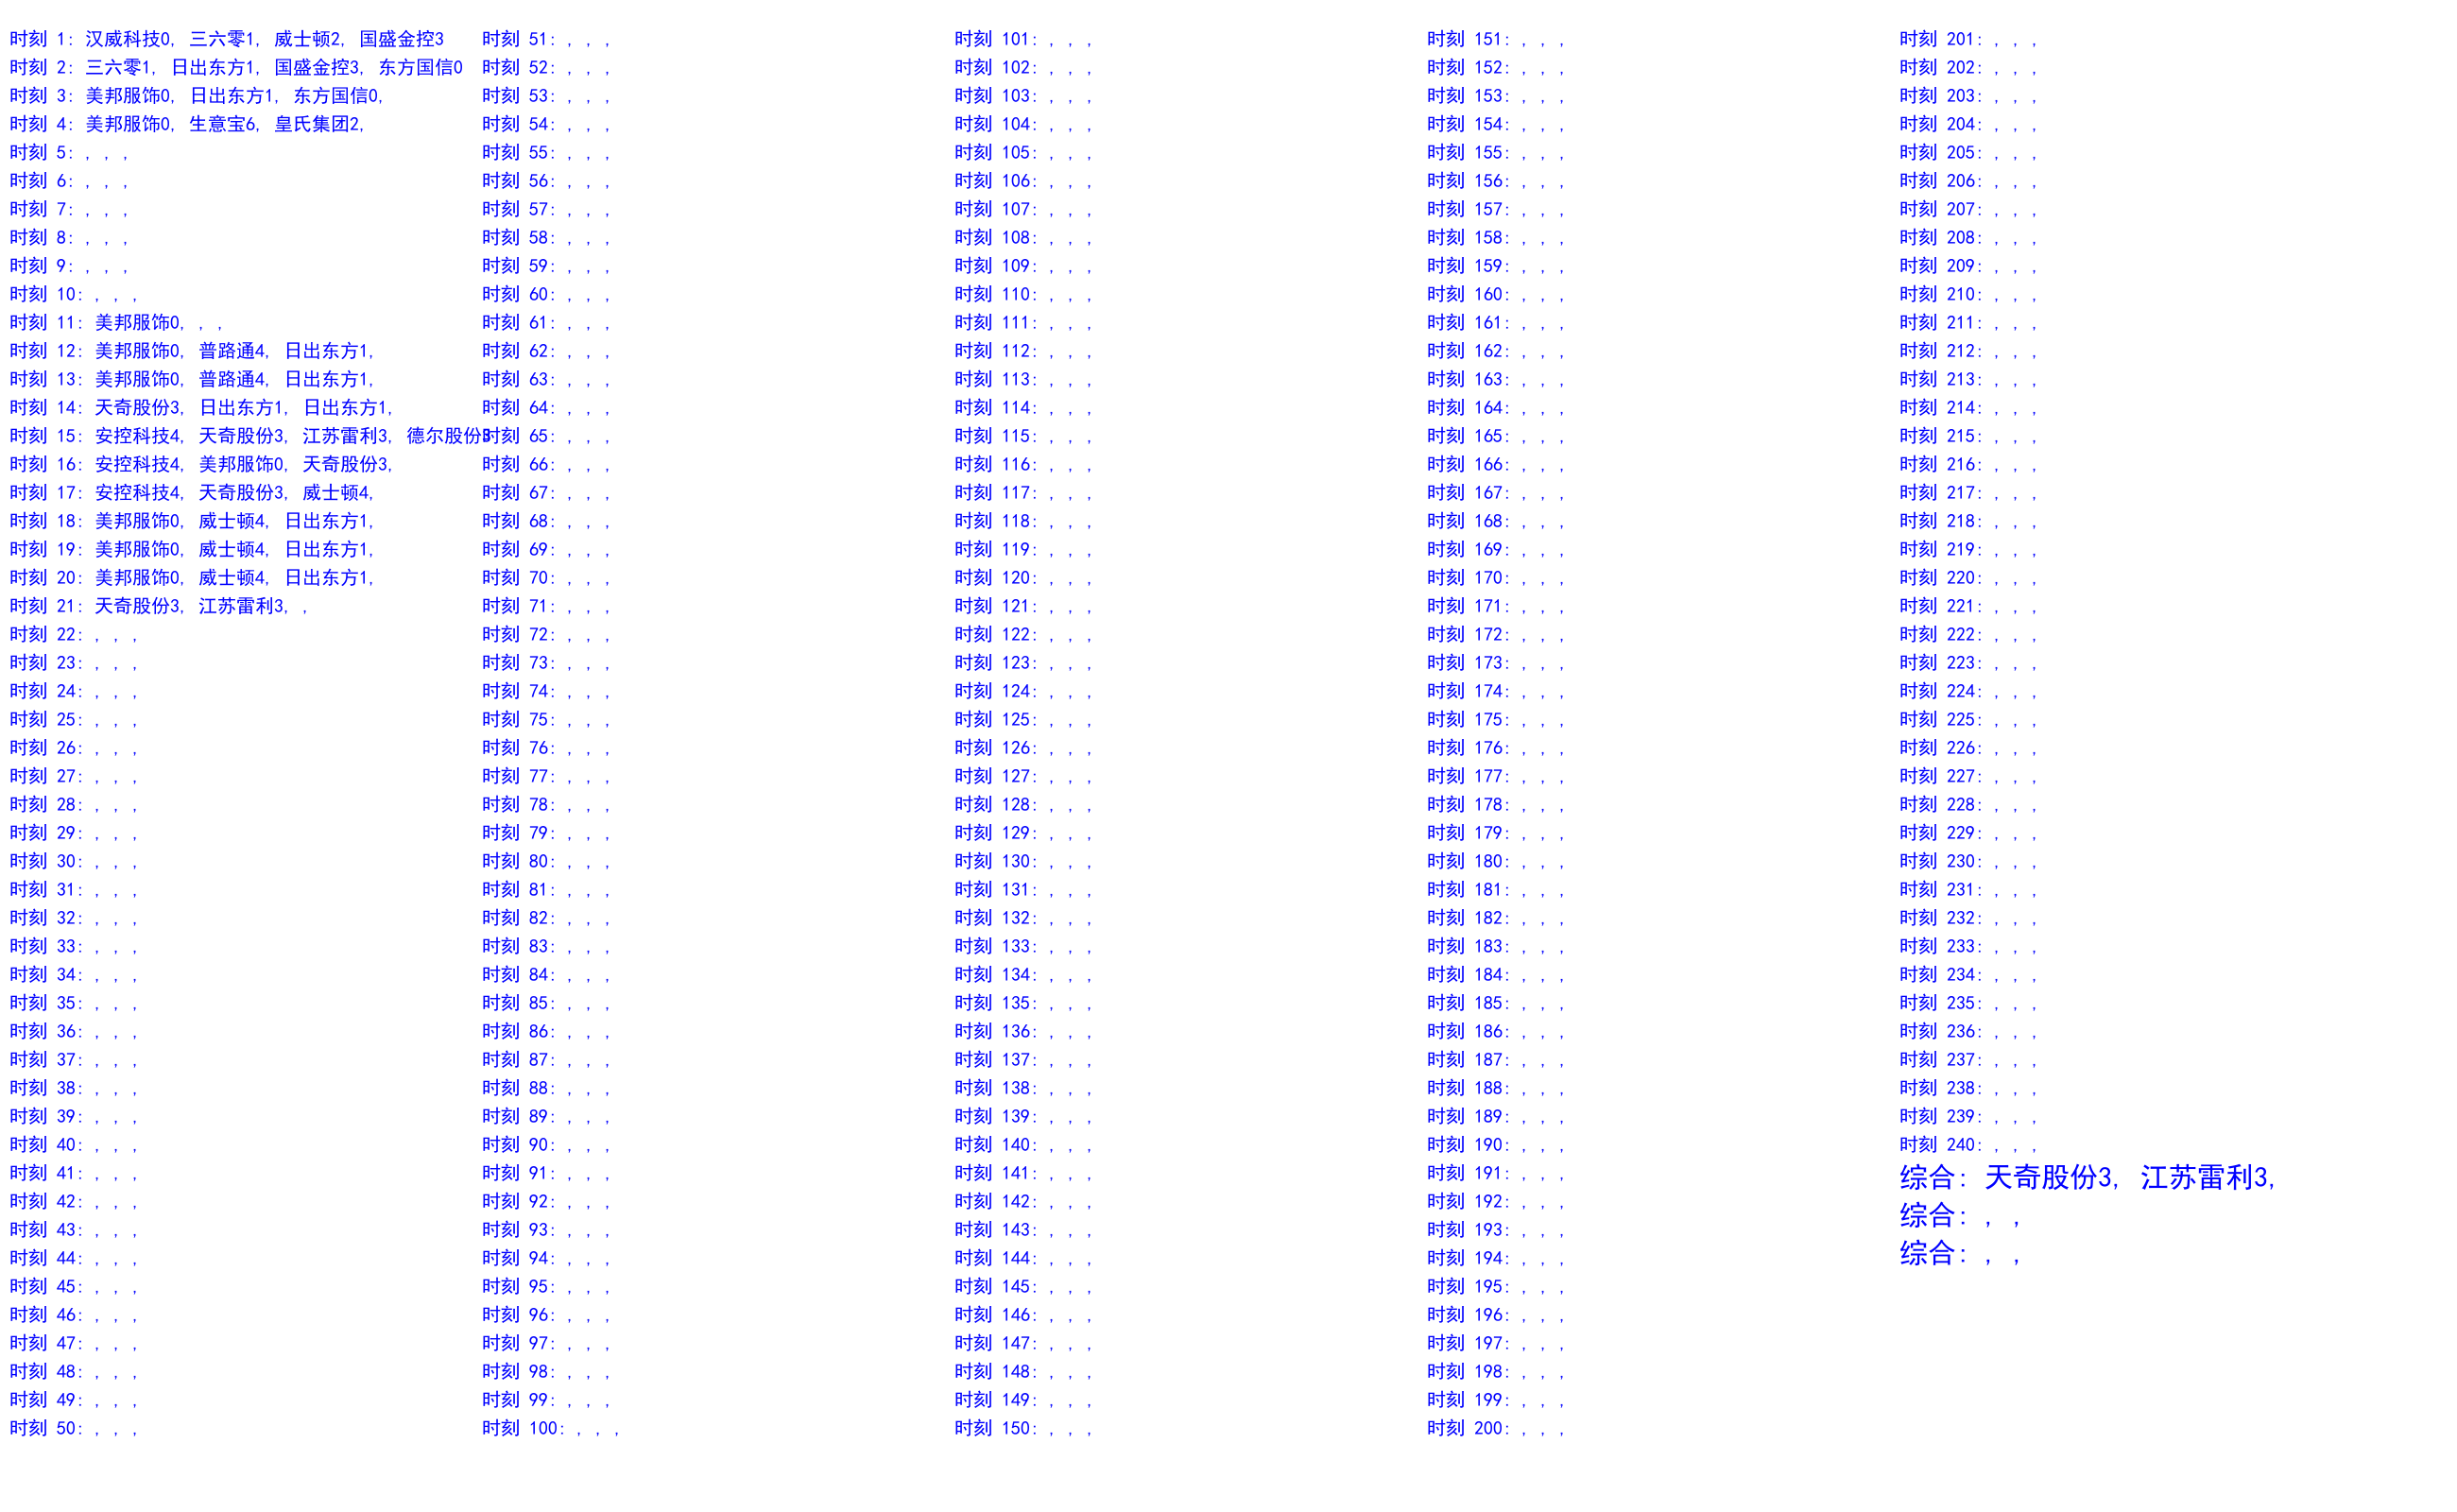 时刻 1: 汉威科技0, 三六零1, 威士顿2, 国盛金控3
时刻 2: 三六零1, 日出东方1, 国盛金控3, 东方国信0
时刻 3: 美邦服饰0, 日出东方1, 东方国信0,
时刻 4: 美邦服饰0, 生意宝6, 皇氏集团2,
时刻 5: , , ,
时刻 6: , , ,
时刻 7: , , ,
时刻 8: , , ,
时刻 9: , , ,
时刻 10: , , ,
时刻 11: 美邦服饰0, , ,
时刻 12: 美邦服饰0, 普路通4, 日出东方1,
时刻 13: 美邦服饰0, 普路通4, 日出东方1,
时刻 14: 天奇股份3, 日出东方1, 日出东方1,
时刻 15: 安控科技4, 天奇股份3, 江苏雷利3, 德尔股份3
时刻 16: 安控科技4, 美邦服饰0, 天奇股份3,
时刻 17: 安控科技4, 天奇股份3, 威士顿4,
时刻 18: 美邦服饰0, 威士顿4, 日出东方1,
时刻 19: 美邦服饰0, 威士顿4, 日出东方1,
时刻 20: 美邦服饰0, 威士顿4, 日出东方1,
时刻 21: 天奇股份3, 江苏雷利3, ,
时刻 22: , , ,
时刻 23: , , ,
时刻 24: , , ,
时刻 25: , , ,
时刻 26: , , ,
时刻 27: , , ,
时刻 28: , , ,
时刻 29: , , ,
时刻 30: , , ,
时刻 31: , , ,
时刻 32: , , ,
时刻 33: , , ,
时刻 34: , , ,
时刻 35: , , ,
时刻 36: , , ,
时刻 37: , , ,
时刻 38: , , ,
时刻 39: , , ,
时刻 40: , , ,
时刻 41: , , ,
时刻 42: , , ,
时刻 43: , , ,
时刻 44: , , ,
时刻 45: , , ,
时刻 46: , , ,
时刻 47: , , ,
时刻 48: , , ,
时刻 49: , , ,
时刻 50: , , ,
时刻 51: , , ,
时刻 52: , , ,
时刻 53: , , ,
时刻 54: , , ,
时刻 55: , , ,
时刻 56: , , ,
时刻 57: , , ,
时刻 58: , , ,
时刻 59: , , ,
时刻 60: , , ,
时刻 61: , , ,
时刻 62: , , ,
时刻 63: , , ,
时刻 64: , , ,
时刻 65: , , ,
时刻 66: , , ,
时刻 67: , , ,
时刻 68: , , ,
时刻 69: , , ,
时刻 70: , , ,
时刻 71: , , ,
时刻 72: , , ,
时刻 73: , , ,
时刻 74: , , ,
时刻 75: , , ,
时刻 76: , , ,
时刻 77: , , ,
时刻 78: , , ,
时刻 79: , , ,
时刻 80: , , ,
时刻 81: , , ,
时刻 82: , , ,
时刻 83: , , ,
时刻 84: , , ,
时刻 85: , , ,
时刻 86: , , ,
时刻 87: , , ,
时刻 88: , , ,
时刻 89: , , ,
时刻 90: , , ,
时刻 91: , , ,
时刻 92: , , ,
时刻 93: , , ,
时刻 94: , , ,
时刻 95: , , ,
时刻 96: , , ,
时刻 97: , , ,
时刻 98: , , ,
时刻 99: , , ,
时刻 100: , , ,
时刻 101: , , ,
时刻 102: , , ,
时刻 103: , , ,
时刻 104: , , ,
时刻 105: , , ,
时刻 106: , , ,
时刻 107: , , ,
时刻 108: , , ,
时刻 109: , , ,
时刻 110: , , ,
时刻 111: , , ,
时刻 112: , , ,
时刻 113: , , ,
时刻 114: , , ,
时刻 115: , , ,
时刻 116: , , ,
时刻 117: , , ,
时刻 118: , , ,
时刻 119: , , ,
时刻 120: , , ,
时刻 121: , , ,
时刻 122: , , ,
时刻 123: , , ,
时刻 124: , , ,
时刻 125: , , ,
时刻 126: , , ,
时刻 127: , , ,
时刻 128: , , ,
时刻 129: , , ,
时刻 130: , , ,
时刻 131: , , ,
时刻 132: , , ,
时刻 133: , , ,
时刻 134: , , ,
时刻 135: , , ,
时刻 136: , , ,
时刻 137: , , ,
时刻 138: , , ,
时刻 139: , , ,
时刻 140: , , ,
时刻 141: , , ,
时刻 142: , , ,
时刻 143: , , ,
时刻 144: , , ,
时刻 145: , , ,
时刻 146: , , ,
时刻 147: , , ,
时刻 148: , , ,
时刻 149: , , ,
时刻 150: , , ,
时刻 151: , , ,
时刻 152: , , ,
时刻 153: , , ,
时刻 154: , , ,
时刻 155: , , ,
时刻 156: , , ,
时刻 157: , , ,
时刻 158: , , ,
时刻 159: , , ,
时刻 160: , , ,
时刻 161: , , ,
时刻 162: , , ,
时刻 163: , , ,
时刻 164: , , ,
时刻 165: , , ,
时刻 166: , , ,
时刻 167: , , ,
时刻 168: , , ,
时刻 169: , , ,
时刻 170: , , ,
时刻 171: , , ,
时刻 172: , , ,
时刻 173: , , ,
时刻 174: , , ,
时刻 175: , , ,
时刻 176: , , ,
时刻 177: , , ,
时刻 178: , , ,
时刻 179: , , ,
时刻 180: , , ,
时刻 181: , , ,
时刻 182: , , ,
时刻 183: , , ,
时刻 184: , , ,
时刻 185: , , ,
时刻 186: , , ,
时刻 187: , , ,
时刻 188: , , ,
时刻 189: , , ,
时刻 190: , , ,
时刻 191: , , ,
时刻 192: , , ,
时刻 193: , , ,
时刻 194: , , ,
时刻 195: , , ,
时刻 196: , , ,
时刻 197: , , ,
时刻 198: , , ,
时刻 199: , , ,
时刻 200: , , ,
时刻 201: , , ,
时刻 202: , , ,
时刻 203: , , ,
时刻 204: , , ,
时刻 205: , , ,
时刻 206: , , ,
时刻 207: , , ,
时刻 208: , , ,
时刻 209: , , ,
时刻 210: , , ,
时刻 211: , , ,
时刻 212: , , ,
时刻 213: , , ,
时刻 214: , , ,
时刻 215: , , ,
时刻 216: , , ,
时刻 217: , , ,
时刻 218: , , ,
时刻 219: , , ,
时刻 220: , , ,
时刻 221: , , ,
时刻 222: , , ,
时刻 223: , , ,
时刻 224: , , ,
时刻 225: , , ,
时刻 226: , , ,
时刻 227: , , ,
时刻 228: , , ,
时刻 229: , , ,
时刻 230: , , ,
时刻 231: , , ,
时刻 232: , , ,
时刻 233: , , ,
时刻 234: , , ,
时刻 235: , , ,
时刻 236: , , ,
时刻 237: , , ,
时刻 238: , , ,
时刻 239: , , ,
时刻 240: , , ,
综合: 天奇股份3, 江苏雷利3,
综合: , ,
综合: , ,